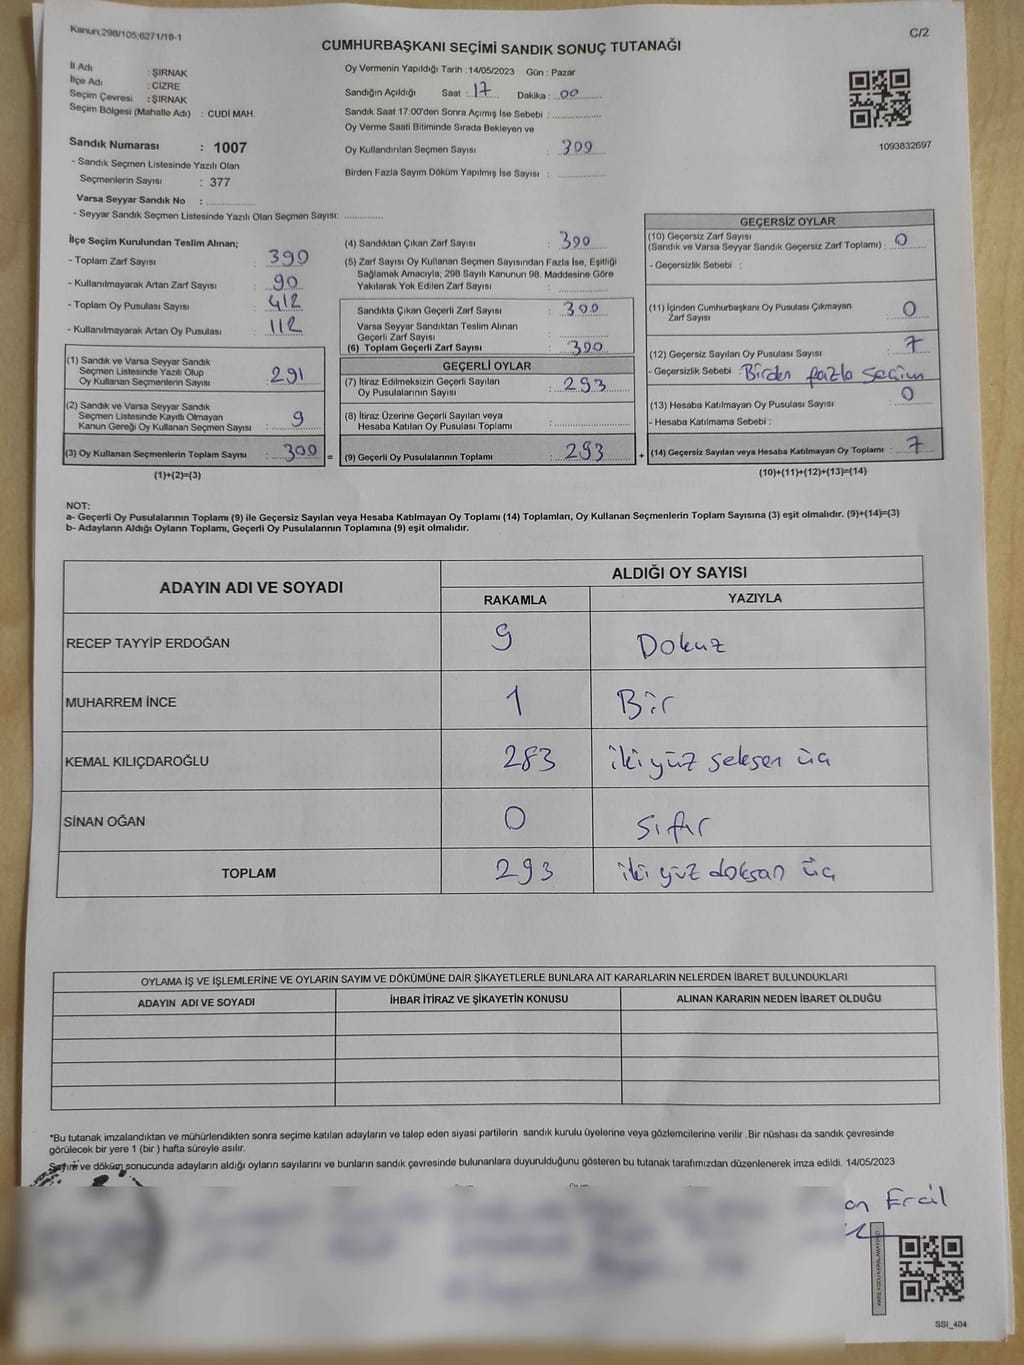 Kanun;298/105,6271/18-1
C/2
CUMHURBAŞKANI SEÇİMİ SANDIK SONUÇ TUTANAĞI
İl Adı : ŞIRNAK
İlçe Adı : CİZRE
Seçim Çevresi : ŞIRNAK
Seçim Bölgesi (Mahalle Adı) : CUDİ MAH.
Sandık Numarası : 1007
- Sandık Seçmen Listesinde Yazılı Olan
Seçmenlerin Sayısı : 377
Varsa Seyyar Sandık No :
- Seyyar Sandık Seçmen Listesinde Yazılı Olan Seçmen Sayısı:
Oy Vermenin Yapıldığı Tarih : 14/05/2023 Gün : Pazar
Sandığın Açıldığı Saat : 17 Dakika : 00
Sandık Saat 17:00'den Sonra Açımış İse Sebebi :
Oy Verme Saati Bitiminde Sırada Bekleyen ve
Oy Kullandırılan Seçmen Sayısı : 300
Birden Fazla Sayım Döküm Yapılmış İse Sayısı :
1093832697
İlçe Seçim Kurulundan Teslim Alınan;
- Toplam Zarf Sayısı : 390
- Kullanılmayarak Artan Zarf Sayısı : 90
- Toplam Oy Pusulası Sayısı : 412
- Kullanılmayarak Artan Oy Pusulası : 112
(1) Sandık ve Varsa Seyyar Sandık
Seçmen Listesinde Yazılı Olup
Oy Kullanan Seçmenlerin Sayısı : 291
(2) Sandık ve Varsa Seyyar Sandık
Seçmen Listesinde Kayıtlı Olmayan
Kanun Gereği Oy Kullanan Seçmen Sayısı : 9
(3) Oy Kullanan Seçmenlerin Toplam Sayısı : 300 =
(1)+(2)=(3)
(4) Sandıktan Çıkan Zarf Sayısı : 300
(5) Zarf Sayısı Oy Kullanan Seçmen Sayısından Fazla İse, Eşitliği
Sağlamak Amacıyla; 298 Sayılı Kanunun 98. Maddesine Göre
Yakılarak Yok Edilen Zarf Sayısı :
Sandıkta Çıkan Geçerli Zarf Sayısı : 300
Varsa Seyyar Sandıktan Teslim Alınan
Geçerli Zarf Sayısı :
(6) Toplam Geçerli Zarf Sayısı : 300
GEÇERLİ OYLAR
(7) İtiraz Edilmeksizin Geçerli Sayılan
Oy Pusulalarının Sayısı : 293
(8) İtiraz Üzerine Geçerli Sayılan veya
Hesaba Katılan Oy Pusulası Toplamı :
(9) Geçerli Oy Pusulalarının Toplamı : 293 +
GEÇERSİZ OYLAR
(10) Geçersiz Zarf Sayısı
(Sandık ve Varsa Seyyar Sandık Geçersiz Zarf Toplamı) : 0
- Geçersizlik Sebebi :
(11) İçinden Cumhurbaşkanı Oy Pusulası Çıkmayan
Zarf Sayısı : 0
(12) Geçersiz Sayılan Oy Pusulası Sayısı : 7
- Geçersizlik Sebebi : Birden fazla seçim
(13) Hesaba Katılmayan Oy Pusulası Sayısı : 0
- Hesaba Katılmama Sebebi :
(14) Geçersiz Sayılan veya Hesaba Katılmayan Oy Toplamı : 7
(10)+(11)+(12)+(13)=(14)
NOT:
a- Geçerli Oy Pusulalarının Toplamı (9) ile Geçersiz Sayılan veya Hesaba Katılmayan Oy Toplamı (14) Toplamları, Oy Kullanan Seçmenlerin Toplam Sayısına (3) eşit olmalıdır. (9)+(14)=(3)
b- Adayların Aldığı Oyların Toplamı, Geçerli Oy Pusulalarının Toplamına (9) eşit olmalıdır.
ADAYIN ADI VE SOYADI
ALDIĞI OY SAYISI
RAKAMLA YAZIYLA
RECEP TAYYİP ERDOĞAN 9 Dokuz
MUHARREM İNCE 1 Bir
KEMAL KILIÇDAROĞLU 283 iki yüz seksen üç
SİNAN OĞAN 0 sıfır
TOPLAM 293 iki yüz doksan üç
OYLAMA İŞ VE İŞLEMLERİNE VE OYLARIN SAYIM VE DÖKÜMÜNE DAİR ŞİKAYETLERLE BUNLARA AİT KARARLARIN NELERDEN İBARET BULUNDUKLARI
ADAYIN ADI VE SOYADI İHBAR İTİRAZ VE ŞİKAYETİN KONUSU ALINAN KARARIN NEDEN İBARET OLDUĞU
*Bu tutanak imzalandıktan ve mühürlendikten sonra seçime katılan adayların ve talep eden siyasi partilerin sandık kurulu üyelerine veya gözlemcilerine verilir .Bir nüshası da sandık çevresinde
görülecek bir yere 1 (bir ) hafta süreyle asılır.
Sayım ve döküm sonucunda adayların aldığı oyların sayılarını ve bunların sandık çevresinde bulunanlara duyurulduğunu gösteren bu tutanak tarafımızdan düzenlenerek imza edildi. 14/05/2023
on Ercil
SSI_404